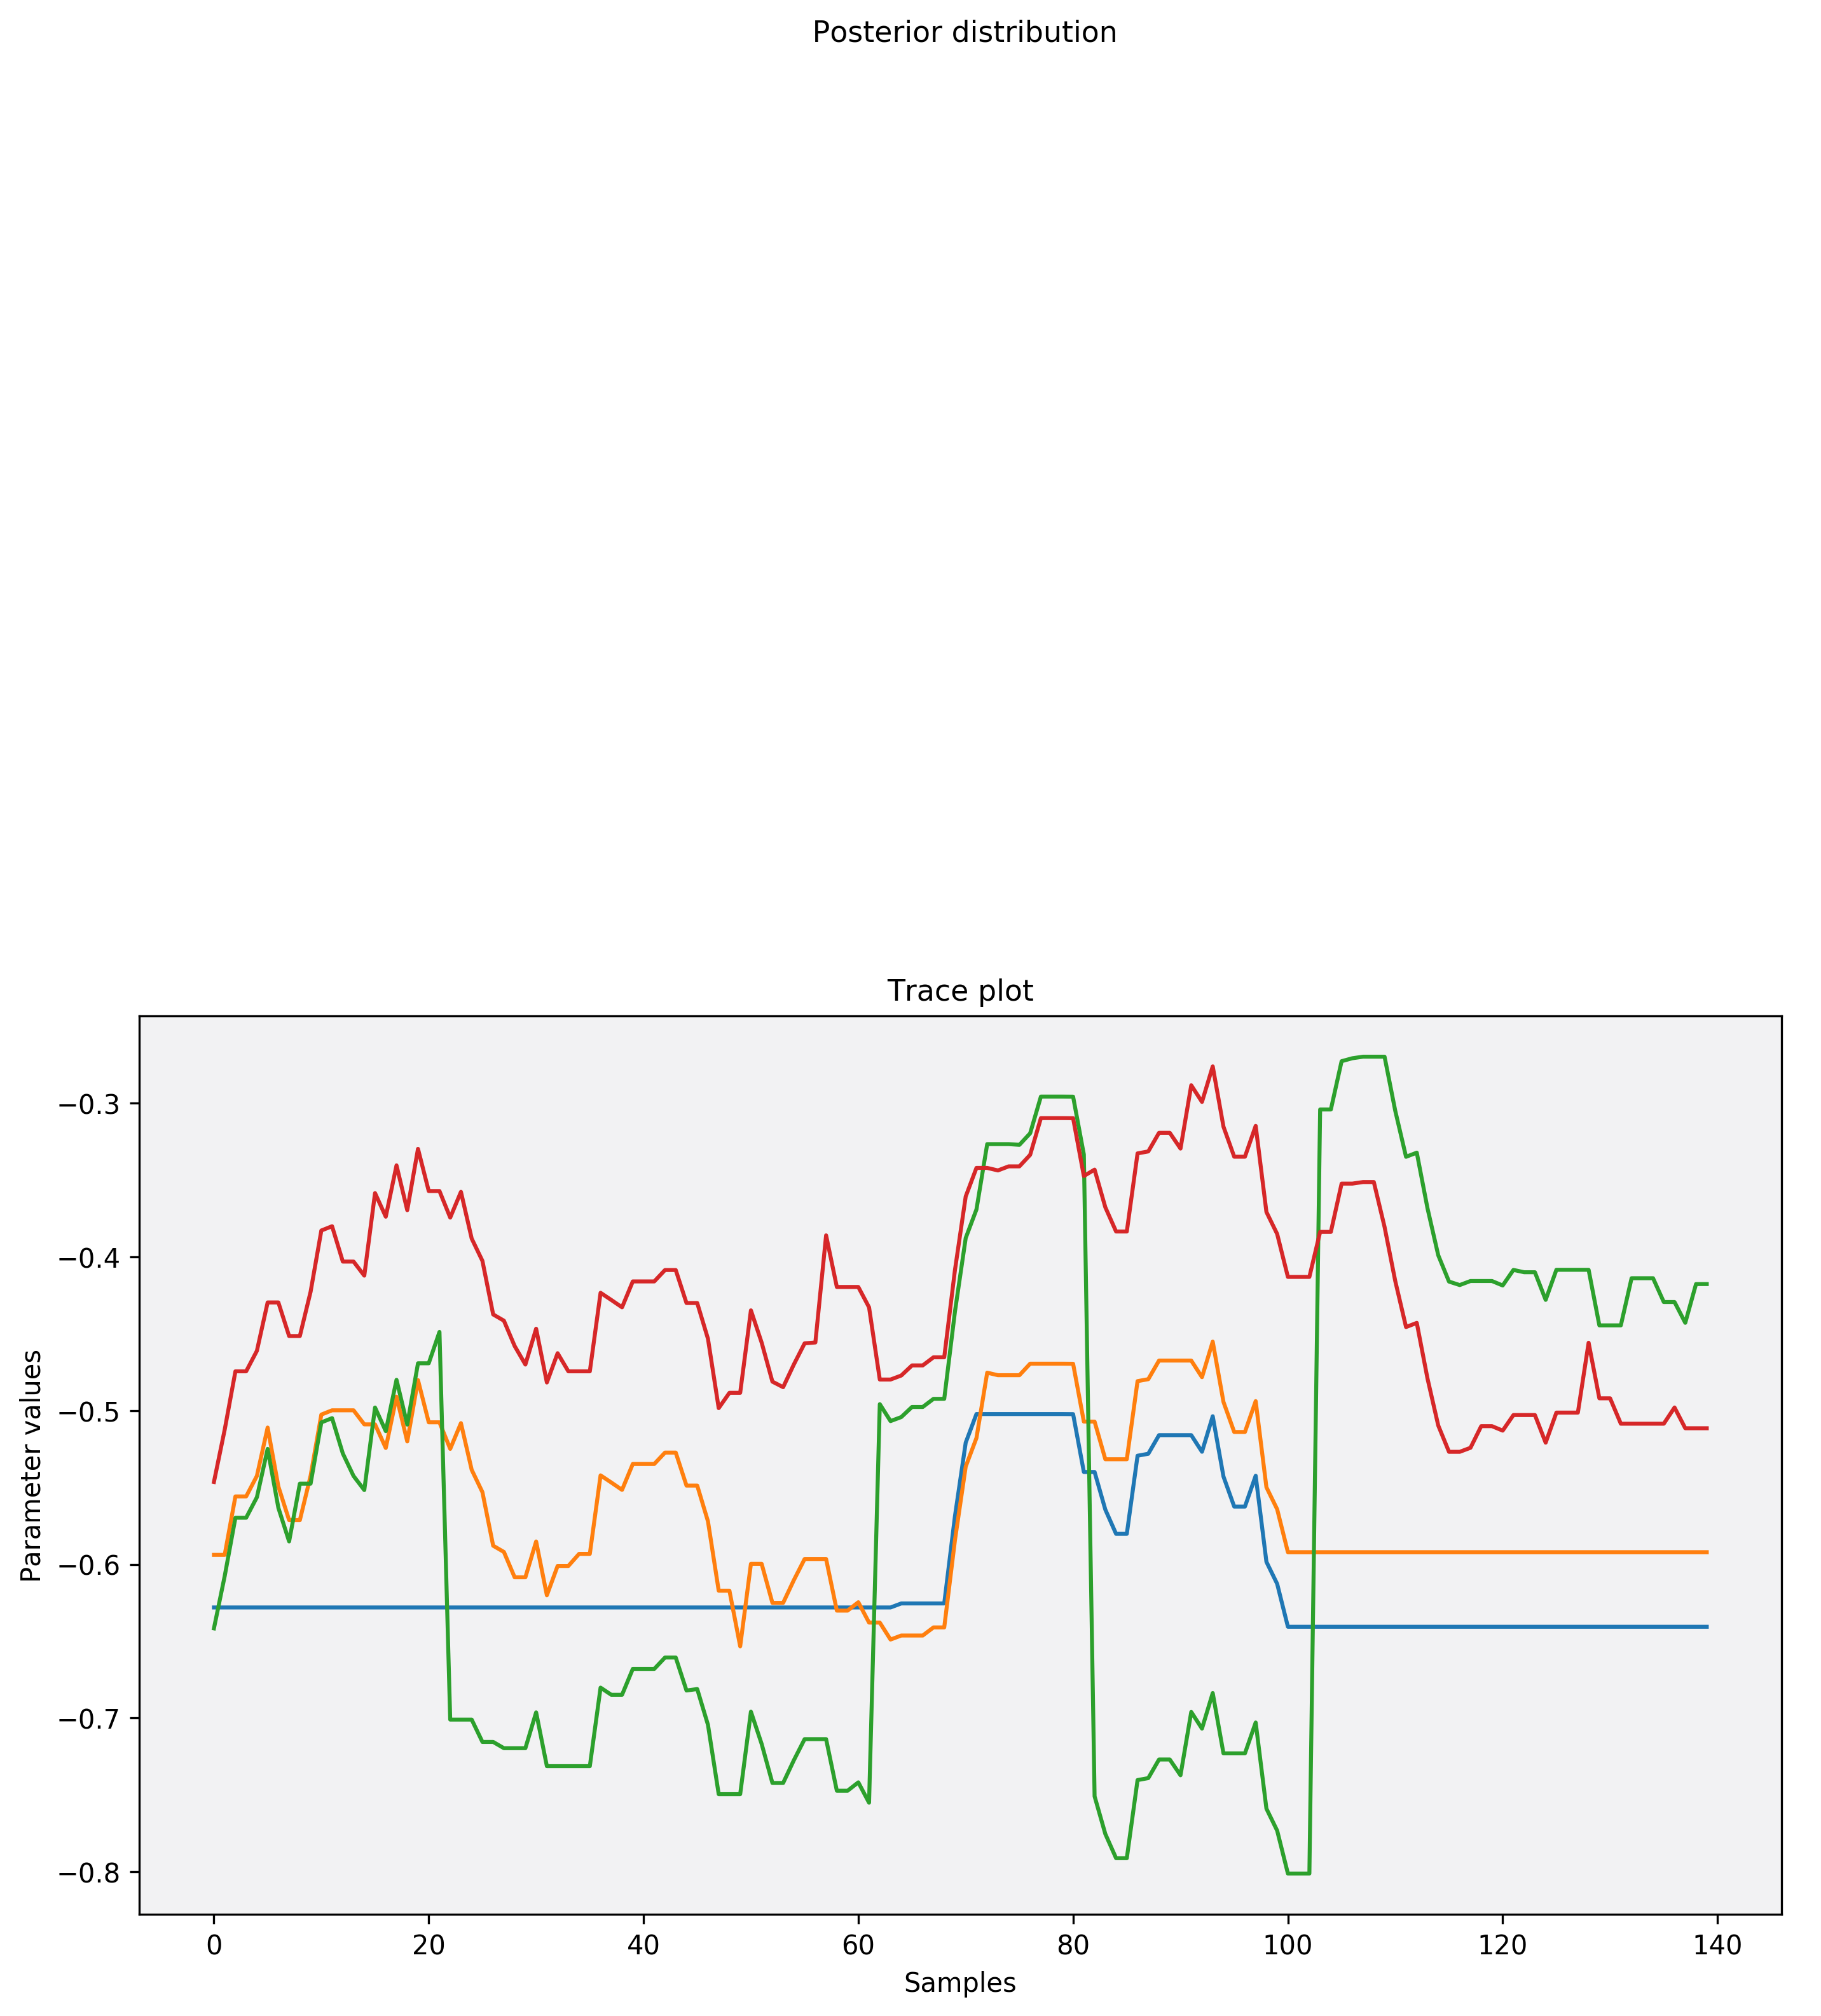 Posterior distribution
Trace plot
Parameter values
−0.3
−0.4
−0.5
−0.6
−0.7
−0.8
0 20 40 60 80 100 120 140
Samples